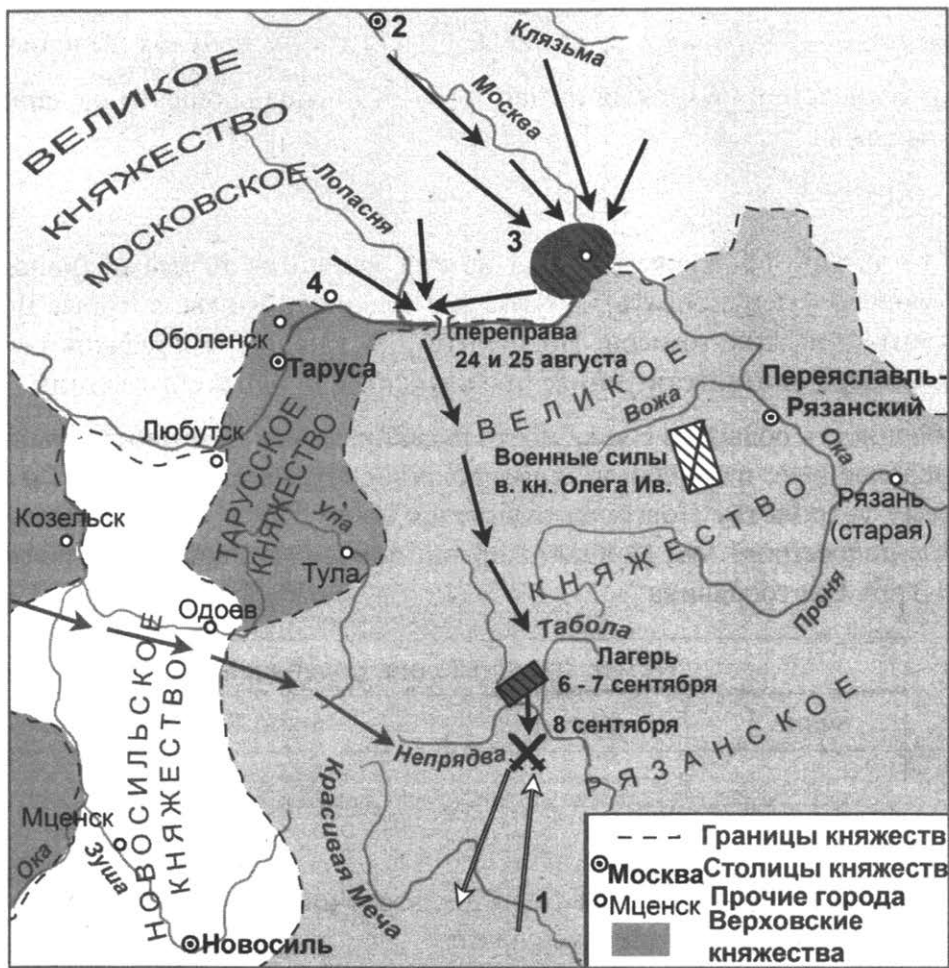 2
Клязьма
ВЕЛИКОЕ
КНЯЖЕСТВО
МОСКОВСКОЕ
Москва
Лопасня
3
4
Оболенск
Таруса
переправа
24 и 25 августа
ВЕЛИКОЕ
Вожа
Переяславль-
Рязанский
Ока
Любутск
ТАРУССКОЕ
КНЯЖЕСТВО
Военные силы
в. кн. Олега Ив.
Рязань
(старая)
Козельск
Упа
Тула
КНЯЖЕСТВО
Проня
Одоев
Табола
Лагерь
6 - 7 сентября
8 сентября
НОВОСИЛЬСКОЕ
КНЯЖЕСТВО
Непрядва
РЯЗАНСКОЕ
Мценск
Ока
Зуша
Красивая Меча
1
Новосиль
Границы княжеств
Москва Столицы княжеств
Мценск Прочие города
Верховские
княжества